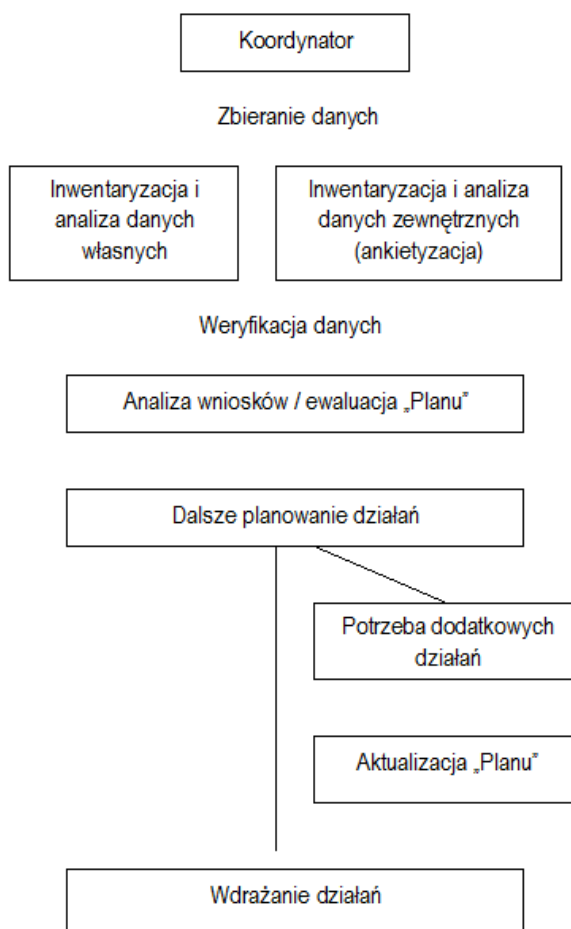 Koordynator
Zbieranie danych
Inwentaryzacja i
analiza danych
własnych
Inwentaryzacja i analiza
danych zewnętrznych
(ankietyzacja)
Weryfikacja danych
Analiza wniosków / ewaluacja „Planu”
Dalsze planowanie działań
Potrzeba dodatkowych
działań
Aktualizacja „Planu”
Wdrażanie działań